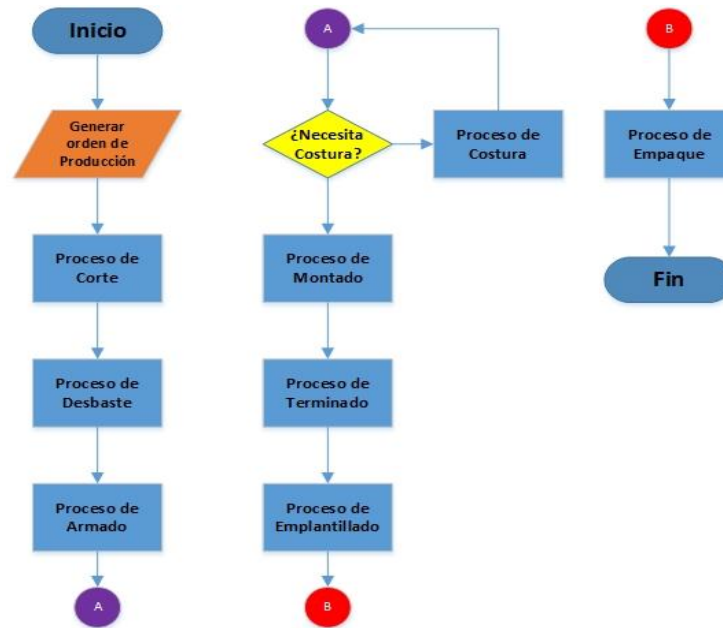 Inicio
Generar
orden de
Producción
Proceso de
Corte
Proceso de
Desbaste
Proceso de
Armado
A
A
¿Necesita
Costura?
Proceso de
Costura
Proceso de
Montado
Proceso de
Terminado
Proceso de
Emplantillado
B
B
Proceso de
Empaque
Fin